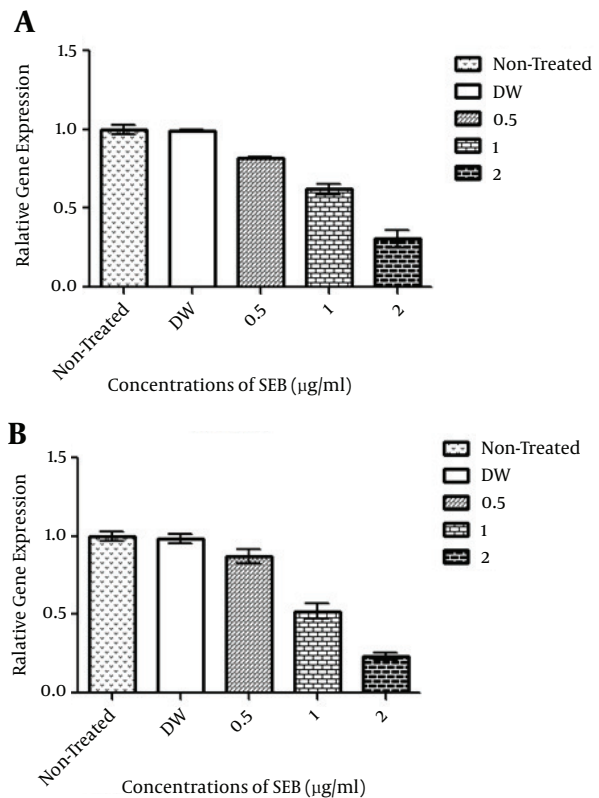 A
1.5
1.0
0.5
0.0
Ralative Gene Expression
Non-Treated
DW
0.5
1
2
Concentrations of SEB (μg/ml)
Non-Treated
DW
0.5
1
2
B
1.5
1.0
0.5
0.0
Ralative Gene Expression
Non-Treated
DW
0.5
1
2
Concentrations of SEB (μg/ml)
Non-Treated
DW
0.5
1
2